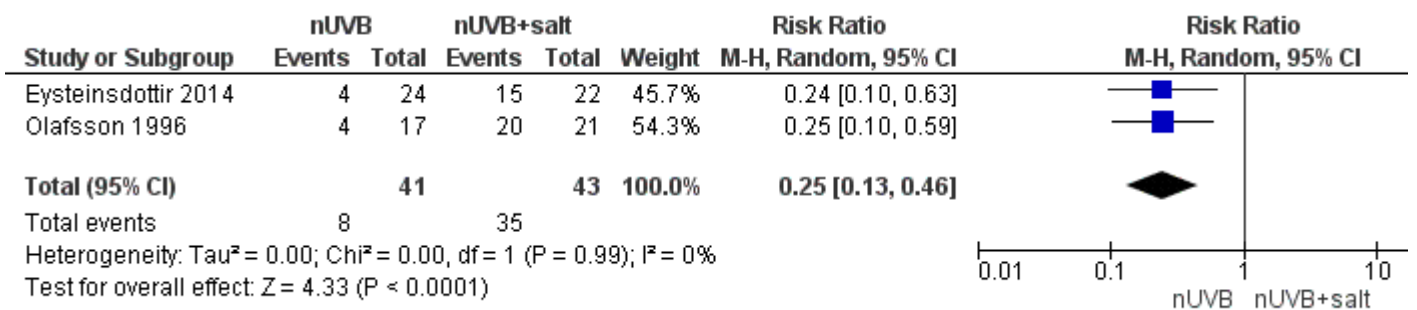 nUVB nUVB+salt Risk Ratio Risk Ratio
Study or Subgroup Events Total Events Total Weight M-H, Random, 95% CI M-H, Random, 95% CI
Eysteinsdottir 2014 4 24 15 22 45.7% 0.24 [0.10, 0.63]
Olafsson 1996 4 17 20 21 54.3% 0.25 [0.10, 0.59]
Total (95% CI) 41 43 100.0% 0.25 [0.13, 0.46]
Total events 8 35
Heterogeneity: Tau² = 0.00; Chi² = 0.00, df = 1 (P = 0.99); I² = 0%
Test for overall effect: Z = 4.33 (P < 0.0001)
0.01 0.1 1 10
nUVB nUVB+salt